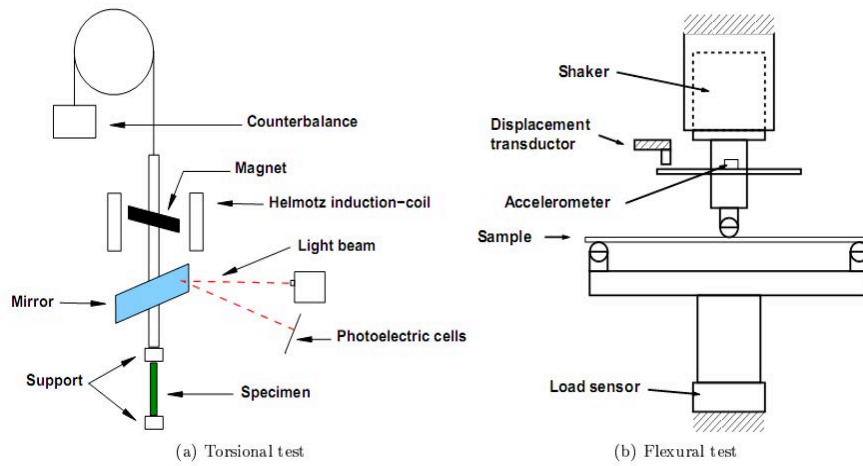 Counterbalance
Magnet
Helmotz induction-coil
Light beam
Mirror
Photoelectric cells
Support
Specimen
(a) Torsional test
Shaker
Displacement
transductor
Accelerometer
Sample
Load sensor
(b) Flexural test